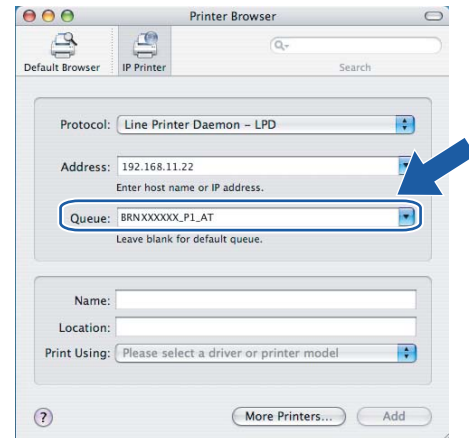 Printer Browser
Default Browser
IP Printer
Q
Search
Protocol: Line Printer Daemon – LPD
Address: 192.168.11.22
Enter host name or IP address.
Queue: BRNXXXXXX_P1_AT
Leave blank for default queue.
Name:
Location:
Print Using: Please select a driver or printer model
?
More Printers...
Add